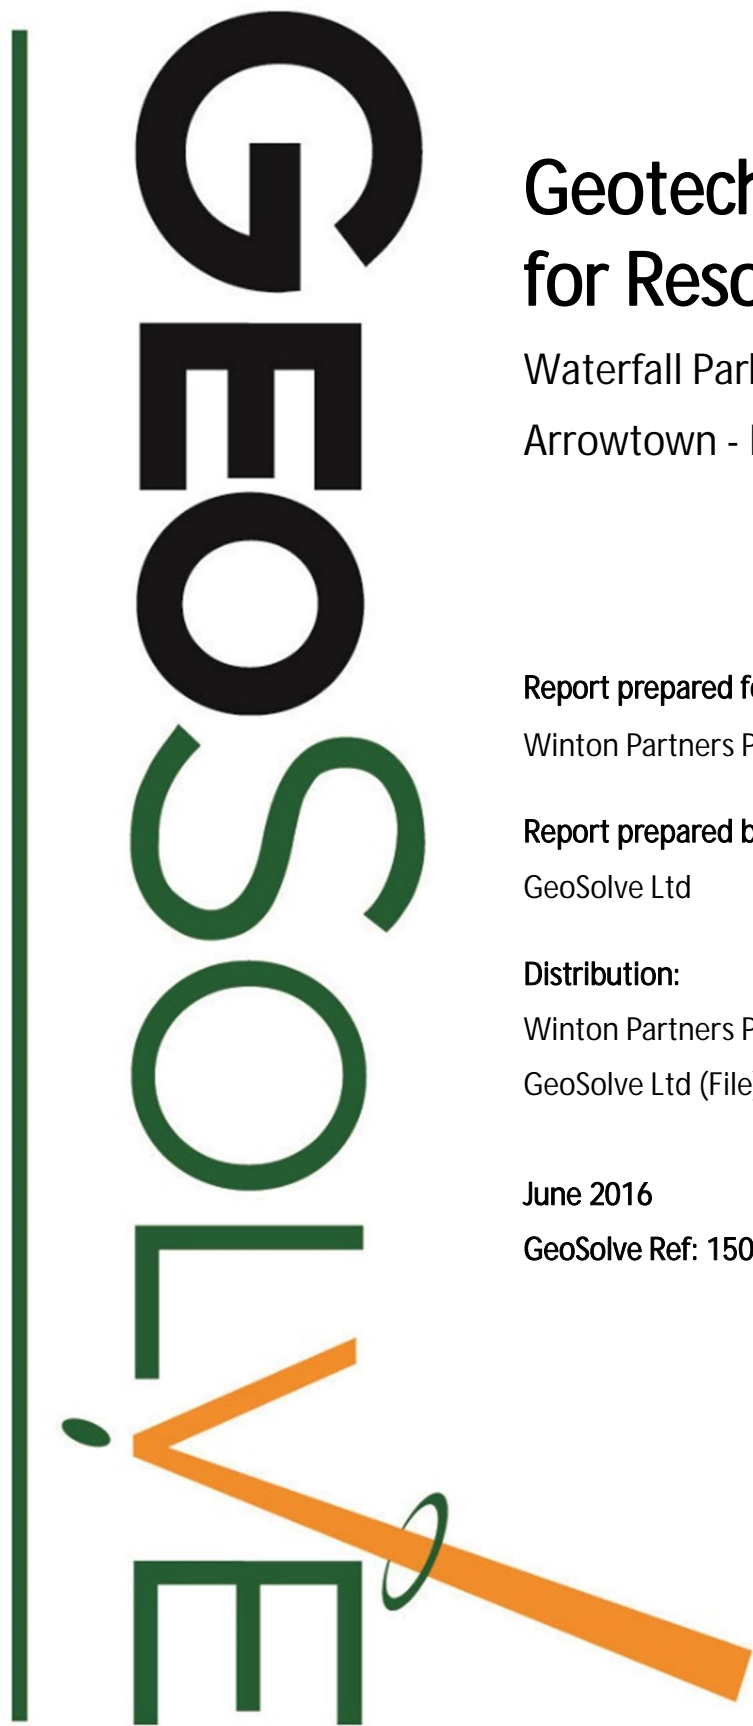 GEOSOLVE
Geotech
for Reso
Waterfall Par
Arrowtown -
Report prepared f
Winton Partners P
Report prepared b
GeoSolve Ltd
Distribution:
Winton Partners P
GeoSolve Ltd (File
June 2016
GeoSolve Ref: 150